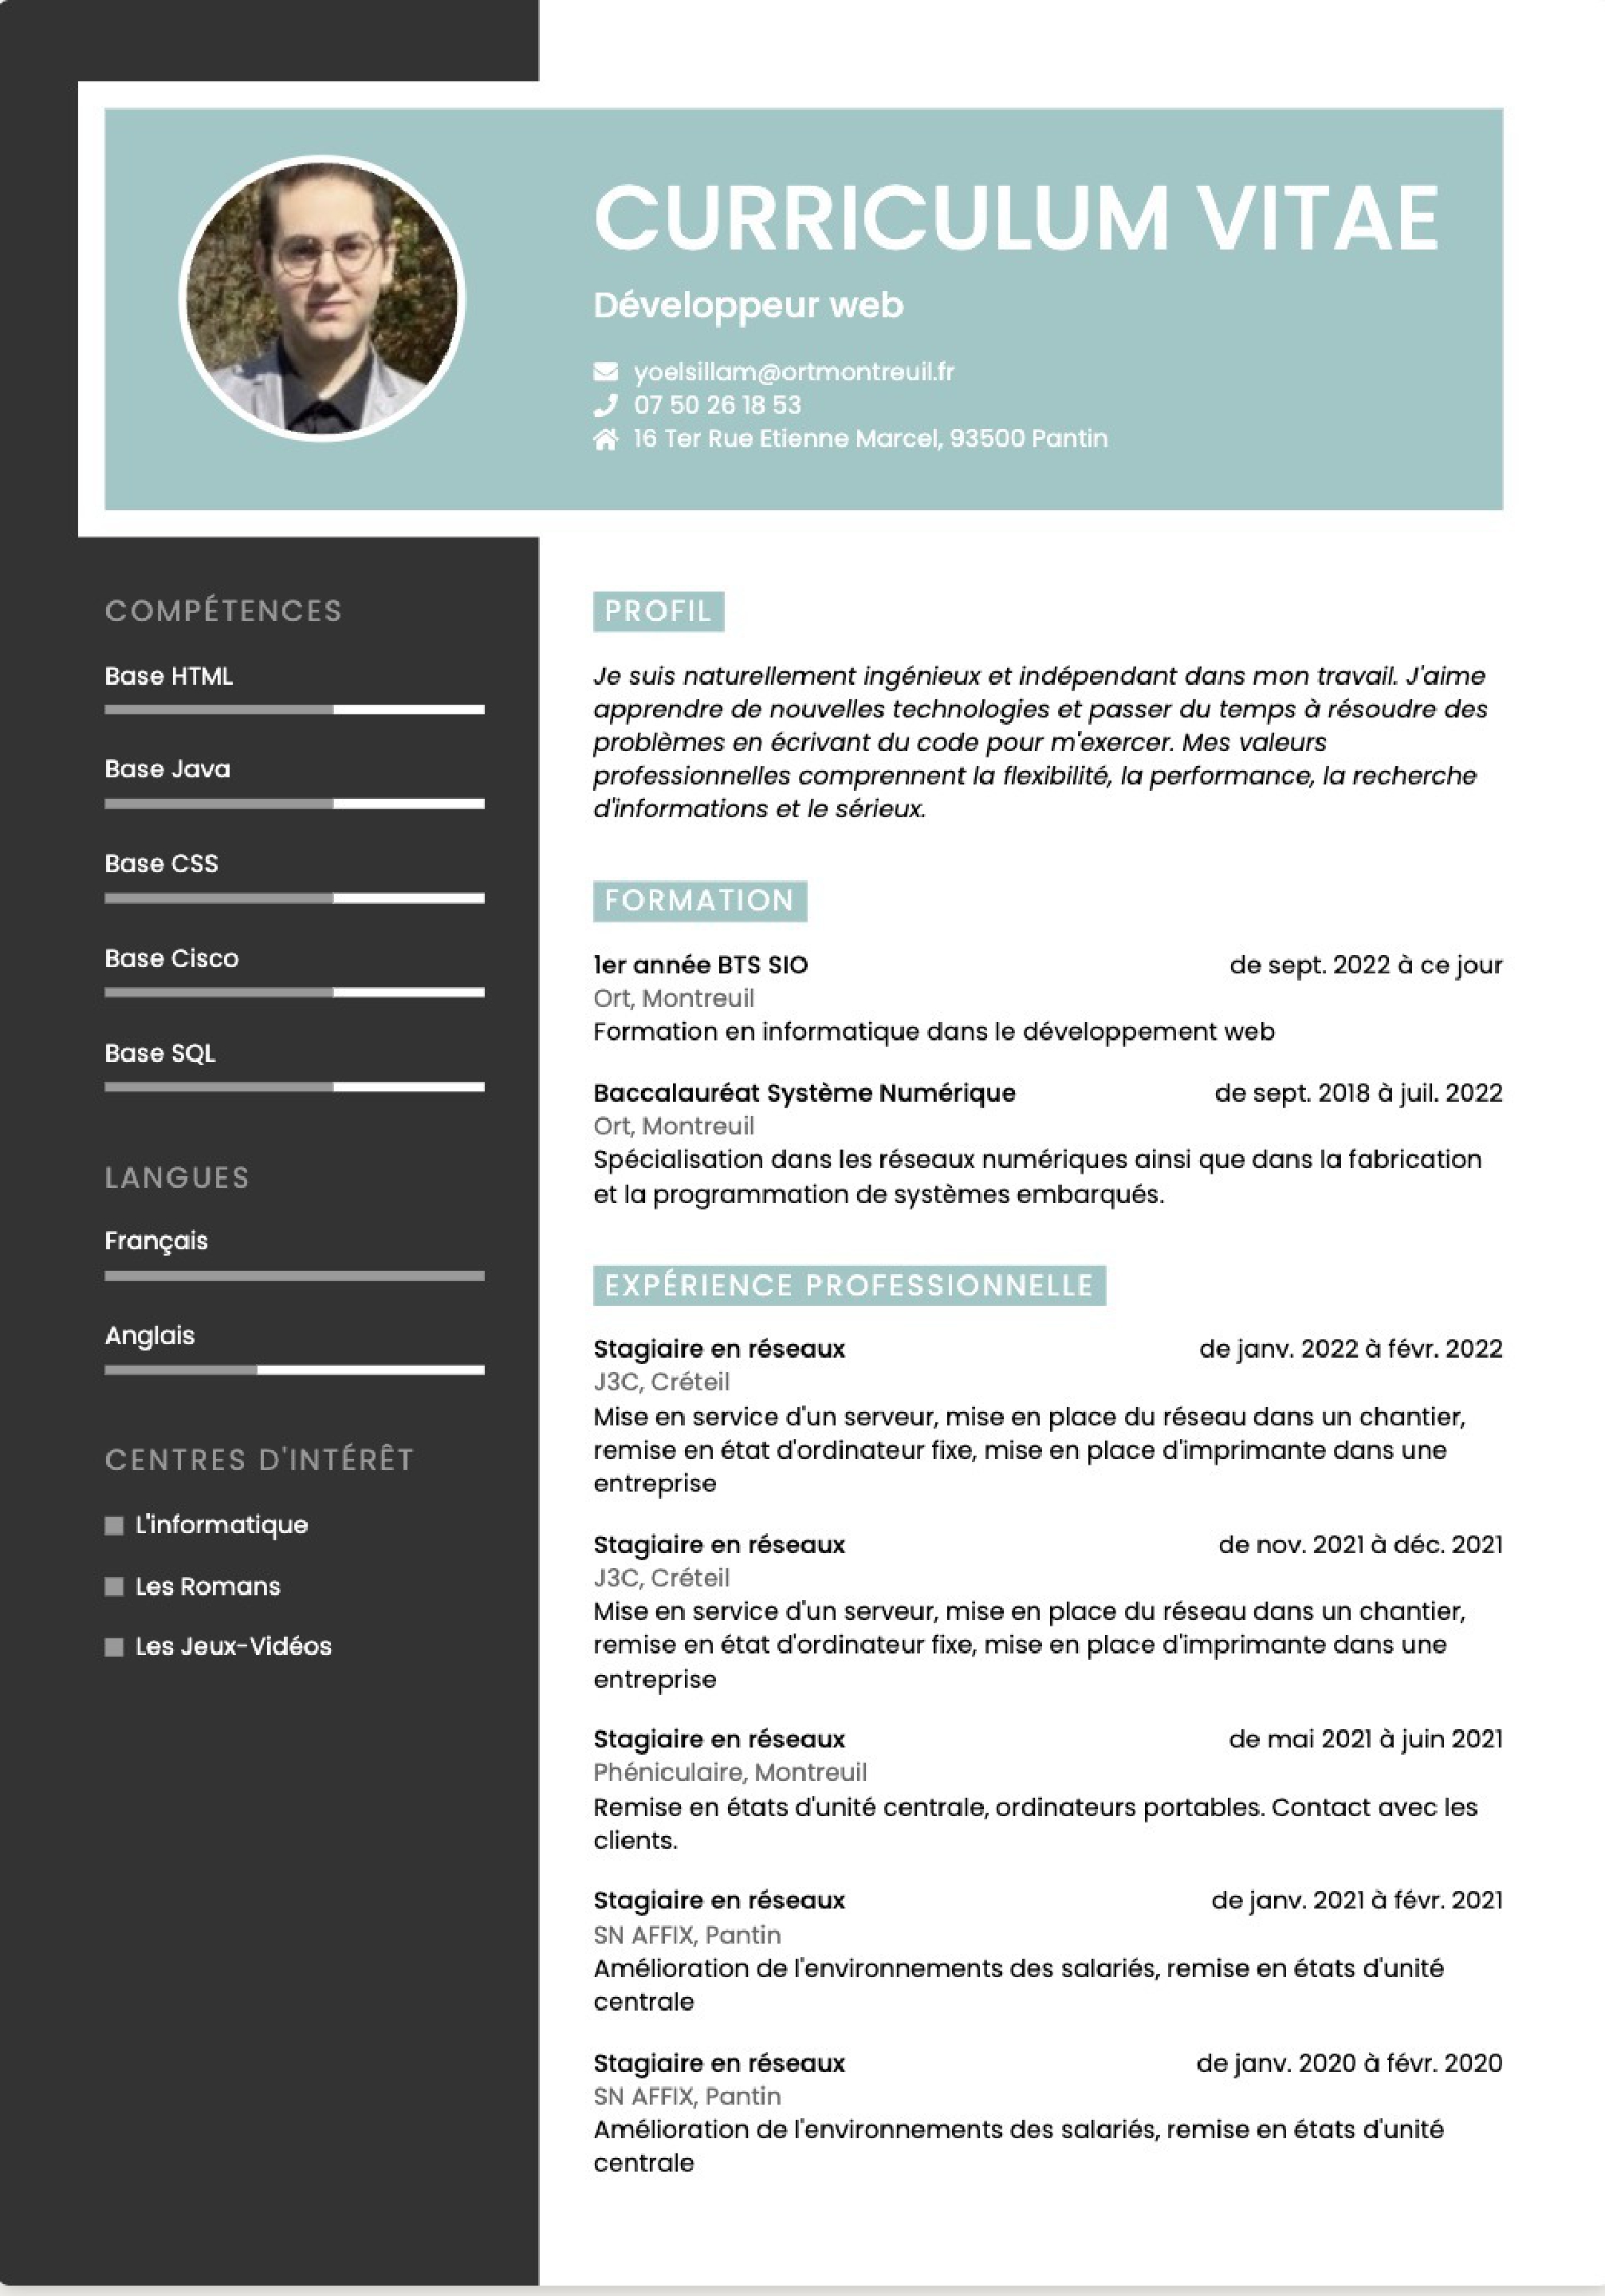 CURRICULUM VITAE
Développeur web
yoelsillam@ortmontreuil.fr
07 50 26 18 53
16 Ter Rue Etienne Marcel, 93500 Pantin
COMPÉTENCES
Base HTML
Base Java
Base CSS
Base Cisco
Base SQL
LANGUES
Français
Anglais
CENTRES D'INTÉRÊT
L'informatique
Les Romans
Les Jeux-Vidéos
PROFIL
Je suis naturellement ingénieux et indépendant dans mon travail. J'aime
apprendre de nouvelles technologies et passer du temps à résoudre des
problèmes en écrivant du code pour m'exercer. Mes valeurs
professionnelles comprennent la flexibilité, la performance, la recherche
d'informations et le sérieux.
FORMATION
1er année BTS SIO de sept. 2022 à ce jour
Ort, Montreuil
Formation en informatique dans le développement web
Baccalauréat Système Numérique de sept. 2018 à juil. 2022
Ort, Montreuil
Spécialisation dans les réseaux numériques ainsi que dans la fabrication
et la programmation de systèmes embarqués.
EXPÉRIENCE PROFESSIONNELLE
Stagiaire en réseaux de janv. 2022 à févr. 2022
J3C, Créteil
Mise en service d'un serveur, mise en place du réseau dans un chantier,
remise en état d'ordinateur fixe, mise en place d'imprimante dans une
entreprise
Stagiaire en réseaux de nov. 2021 à déc. 2021
J3C, Créteil
Mise en service d'un serveur, mise en place du réseau dans un chantier,
remise en état d'ordinateur fixe, mise en place d'imprimante dans une
entreprise
Stagiaire en réseaux de mai 2021 à juin 2021
Phéniculaire, Montreuil
Remise en états d'unité centrale, ordinateurs portables. Contact avec les
clients.
Stagiaire en réseaux de janv. 2021 à févr. 2021
SN AFFIX, Pantin
Amélioration de l'environnements des salariés, remise en états d'unité
centrale
Stagiaire en réseaux de janv. 2020 à févr. 2020
SN AFFIX, Pantin
Amélioration de l'environnements des salariés, remise en états d'unité
centrale